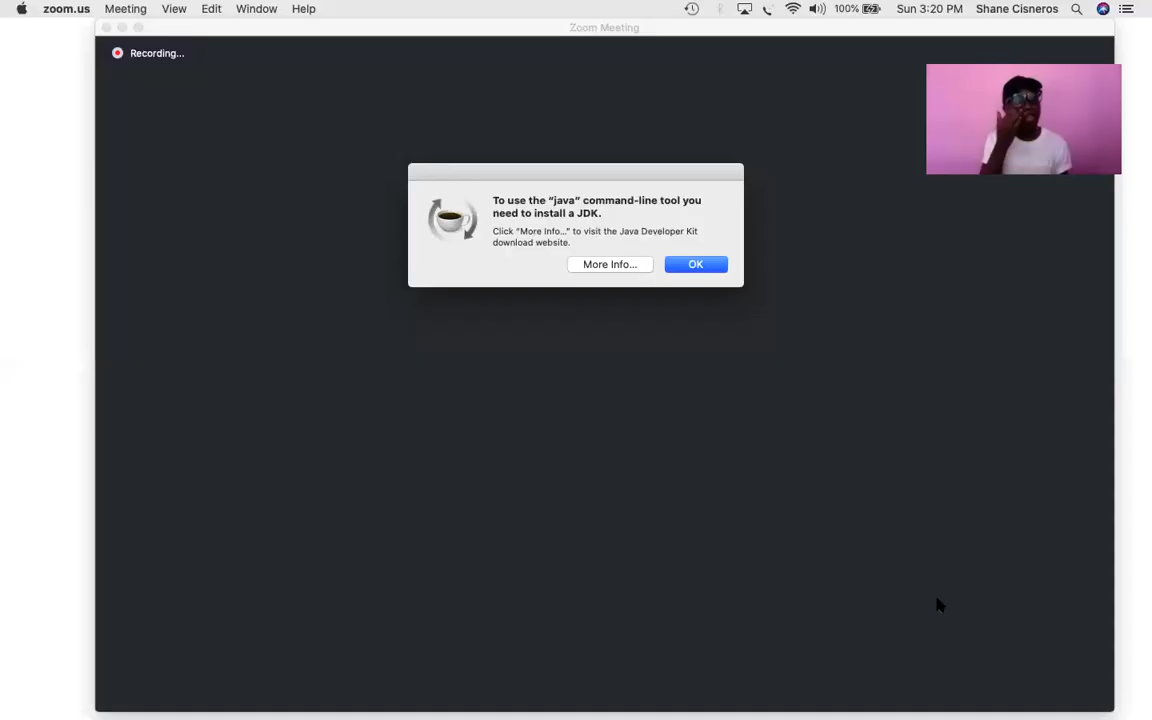 zoom.us Meeting View Edit Window Help 100% Sun 3:20 PM Shane Cisneros
Zoom Meeting
Recording...
To use the “java” command-line tool you
need to install a JDK.
Click “More Info...” to visit the Java Developer Kit
download website.
More Info... OK